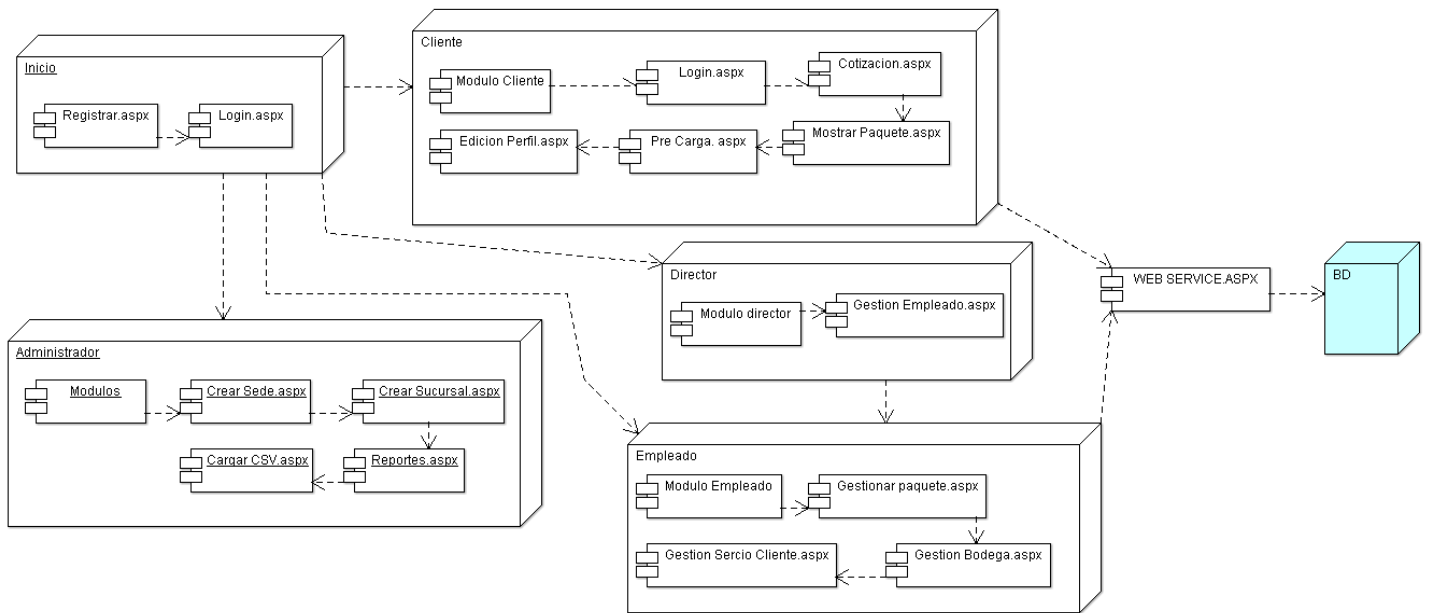 Inicio
Registrar.aspx
Login.aspx
Cliente
Modulo Cliente
Login.aspx
Cotizacion.aspx
Edicion Perfil.aspx
Pre Carga. aspx
Mostrar Paquete.aspx
Director
Modulo director
Gestion Empleado.aspx
WEB SERVICE.ASPX
BD
Administrador
Modulos
Crear Sede.aspx
Crear Sucursal.aspx
Cargar CSV.aspx
Reportes.aspx
Empleado
Modulo Empleado
Gestionar paquete.aspx
Gestion Sercio Cliente.aspx
Gestion Bodega.aspx